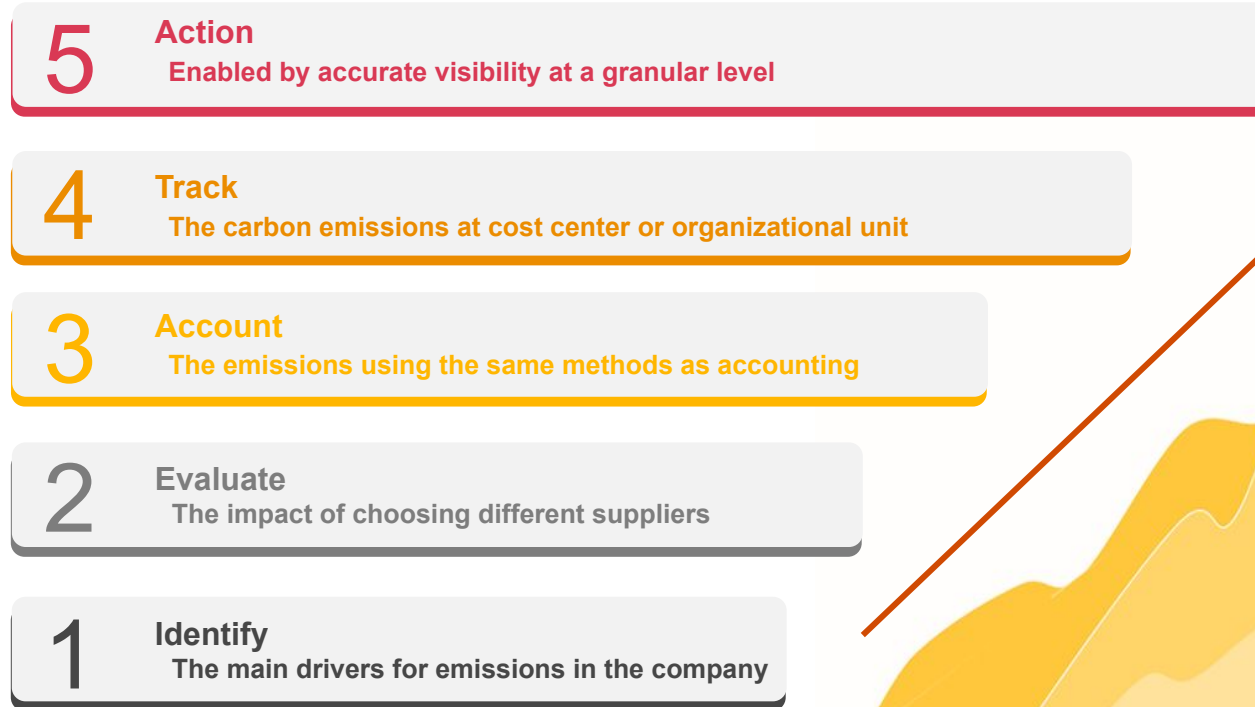 5
Action
Enabled by accurate visibility at a granular level
4
Track
The carbon emissions at cost center or organizational unit
3
Account
The emissions using the same methods as accounting
2
Evaluate
The impact of choosing different suppliers
1
Identify
The main drivers for emissions in the company